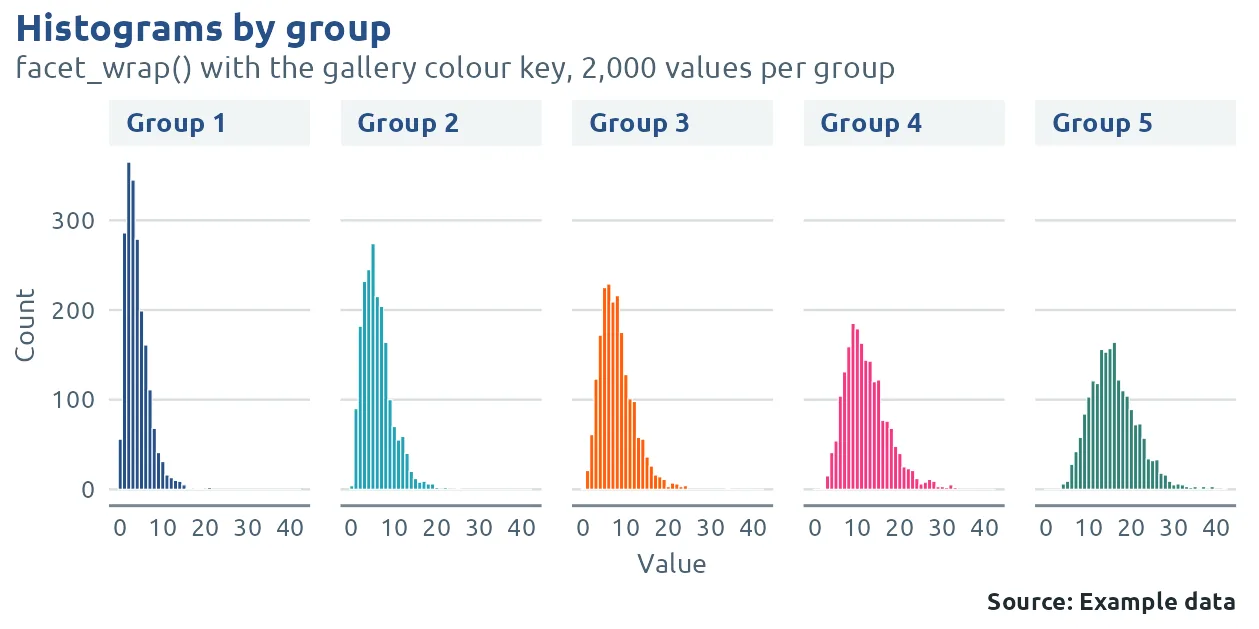 Histograms by group
facet_wrap() with the gallery colour key, 2,000 values per group
Group 1 Group 2 Group 3 Group 4 Group 5
Count
300
200
100
0
0 10 20 30 40 0 10 20 30 40 0 10 20 30 40 0 10 20 30 40 0 10 20 30 40
Value
Source: Example data